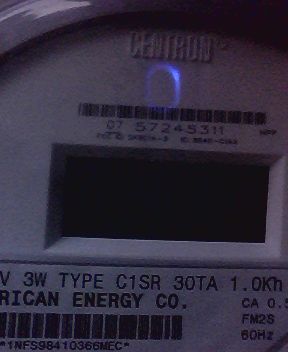 CENTRON
07 57245311
V 3W TYPE C1SR 30TA 1.0Kh
RICAN ENERGY CO.
CA 0.5
FM2S
60Hz
*1NFS98410366MEC*